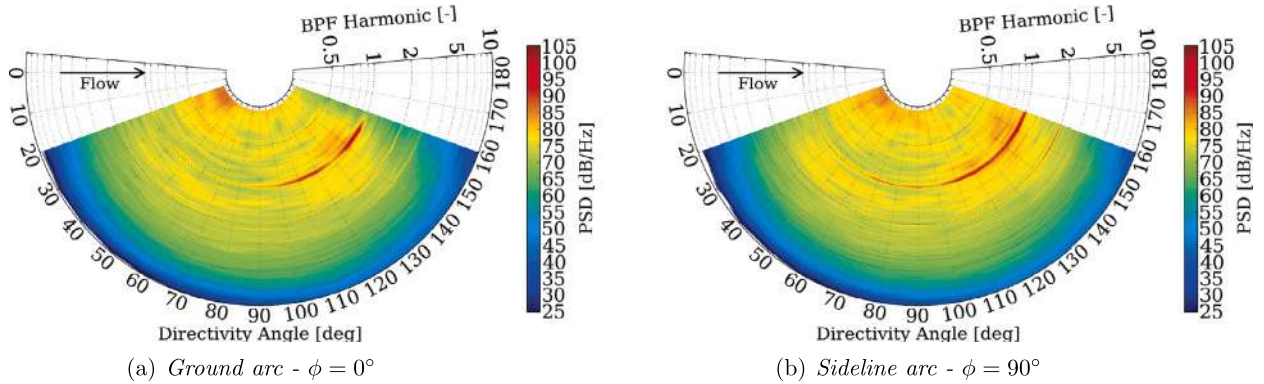 BPF Harmonic [-]
0.5 1 2 5 10
Flow
0 10 20 30 40 50 60 70 80 90 100 110 120 130 140 150 160 170 180
Directivity Angle [deg]
105
100
95
90
85
80
75
70
65
60
55
50
45
40
35
30
25
PSD [dB/Hz]
(a) Ground arc - ϕ = 0°
BPF Harmonic [-]
0.5 1 2 5 10
Flow
0 10 20 30 40 50 60 70 80 90 100 110 120 130 140 150 160 170 180
Directivity Angle [deg]
105
100
95
90
85
80
75
70
65
60
55
50
45
40
35
30
25
PSD [dB/Hz]
(b) Sideline arc - ϕ = 90°